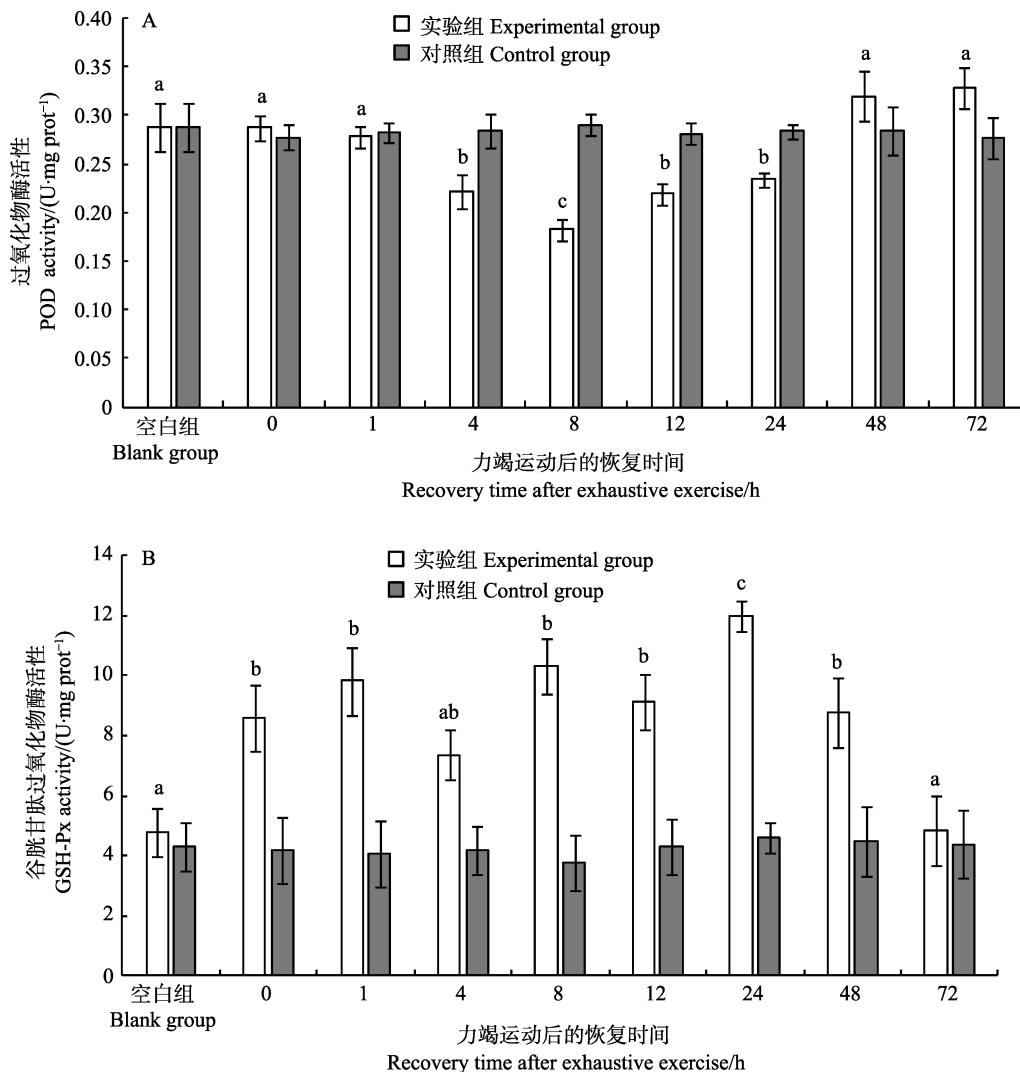 A
实验组 Experimental group
对照组 Control group
0.40
0.35
0.30
0.25
0.20
0.15
0.10
0.05
0
过氧化物酶活性
POD activity/(U·mg prot⁻¹)
a
a
a
b
c
b
b
a
a
空白组
Blank group
0
1
4
8
12
24
48
72
力竭运动后的恢复时间
Recovery time after exhaustive exercise/h
B
实验组 Experimental group
对照组 Control group
14
12
10
8
6
4
2
0
谷胱甘肽过氧化物酶活性
GSH-Px activity/(U·mg prot⁻¹)
a
b
b
ab
b
b
c
b
a
空白组
Blank group
0
1
4
8
12
24
48
72
力竭运动后的恢复时间
Recovery time after exhaustive exercise/h